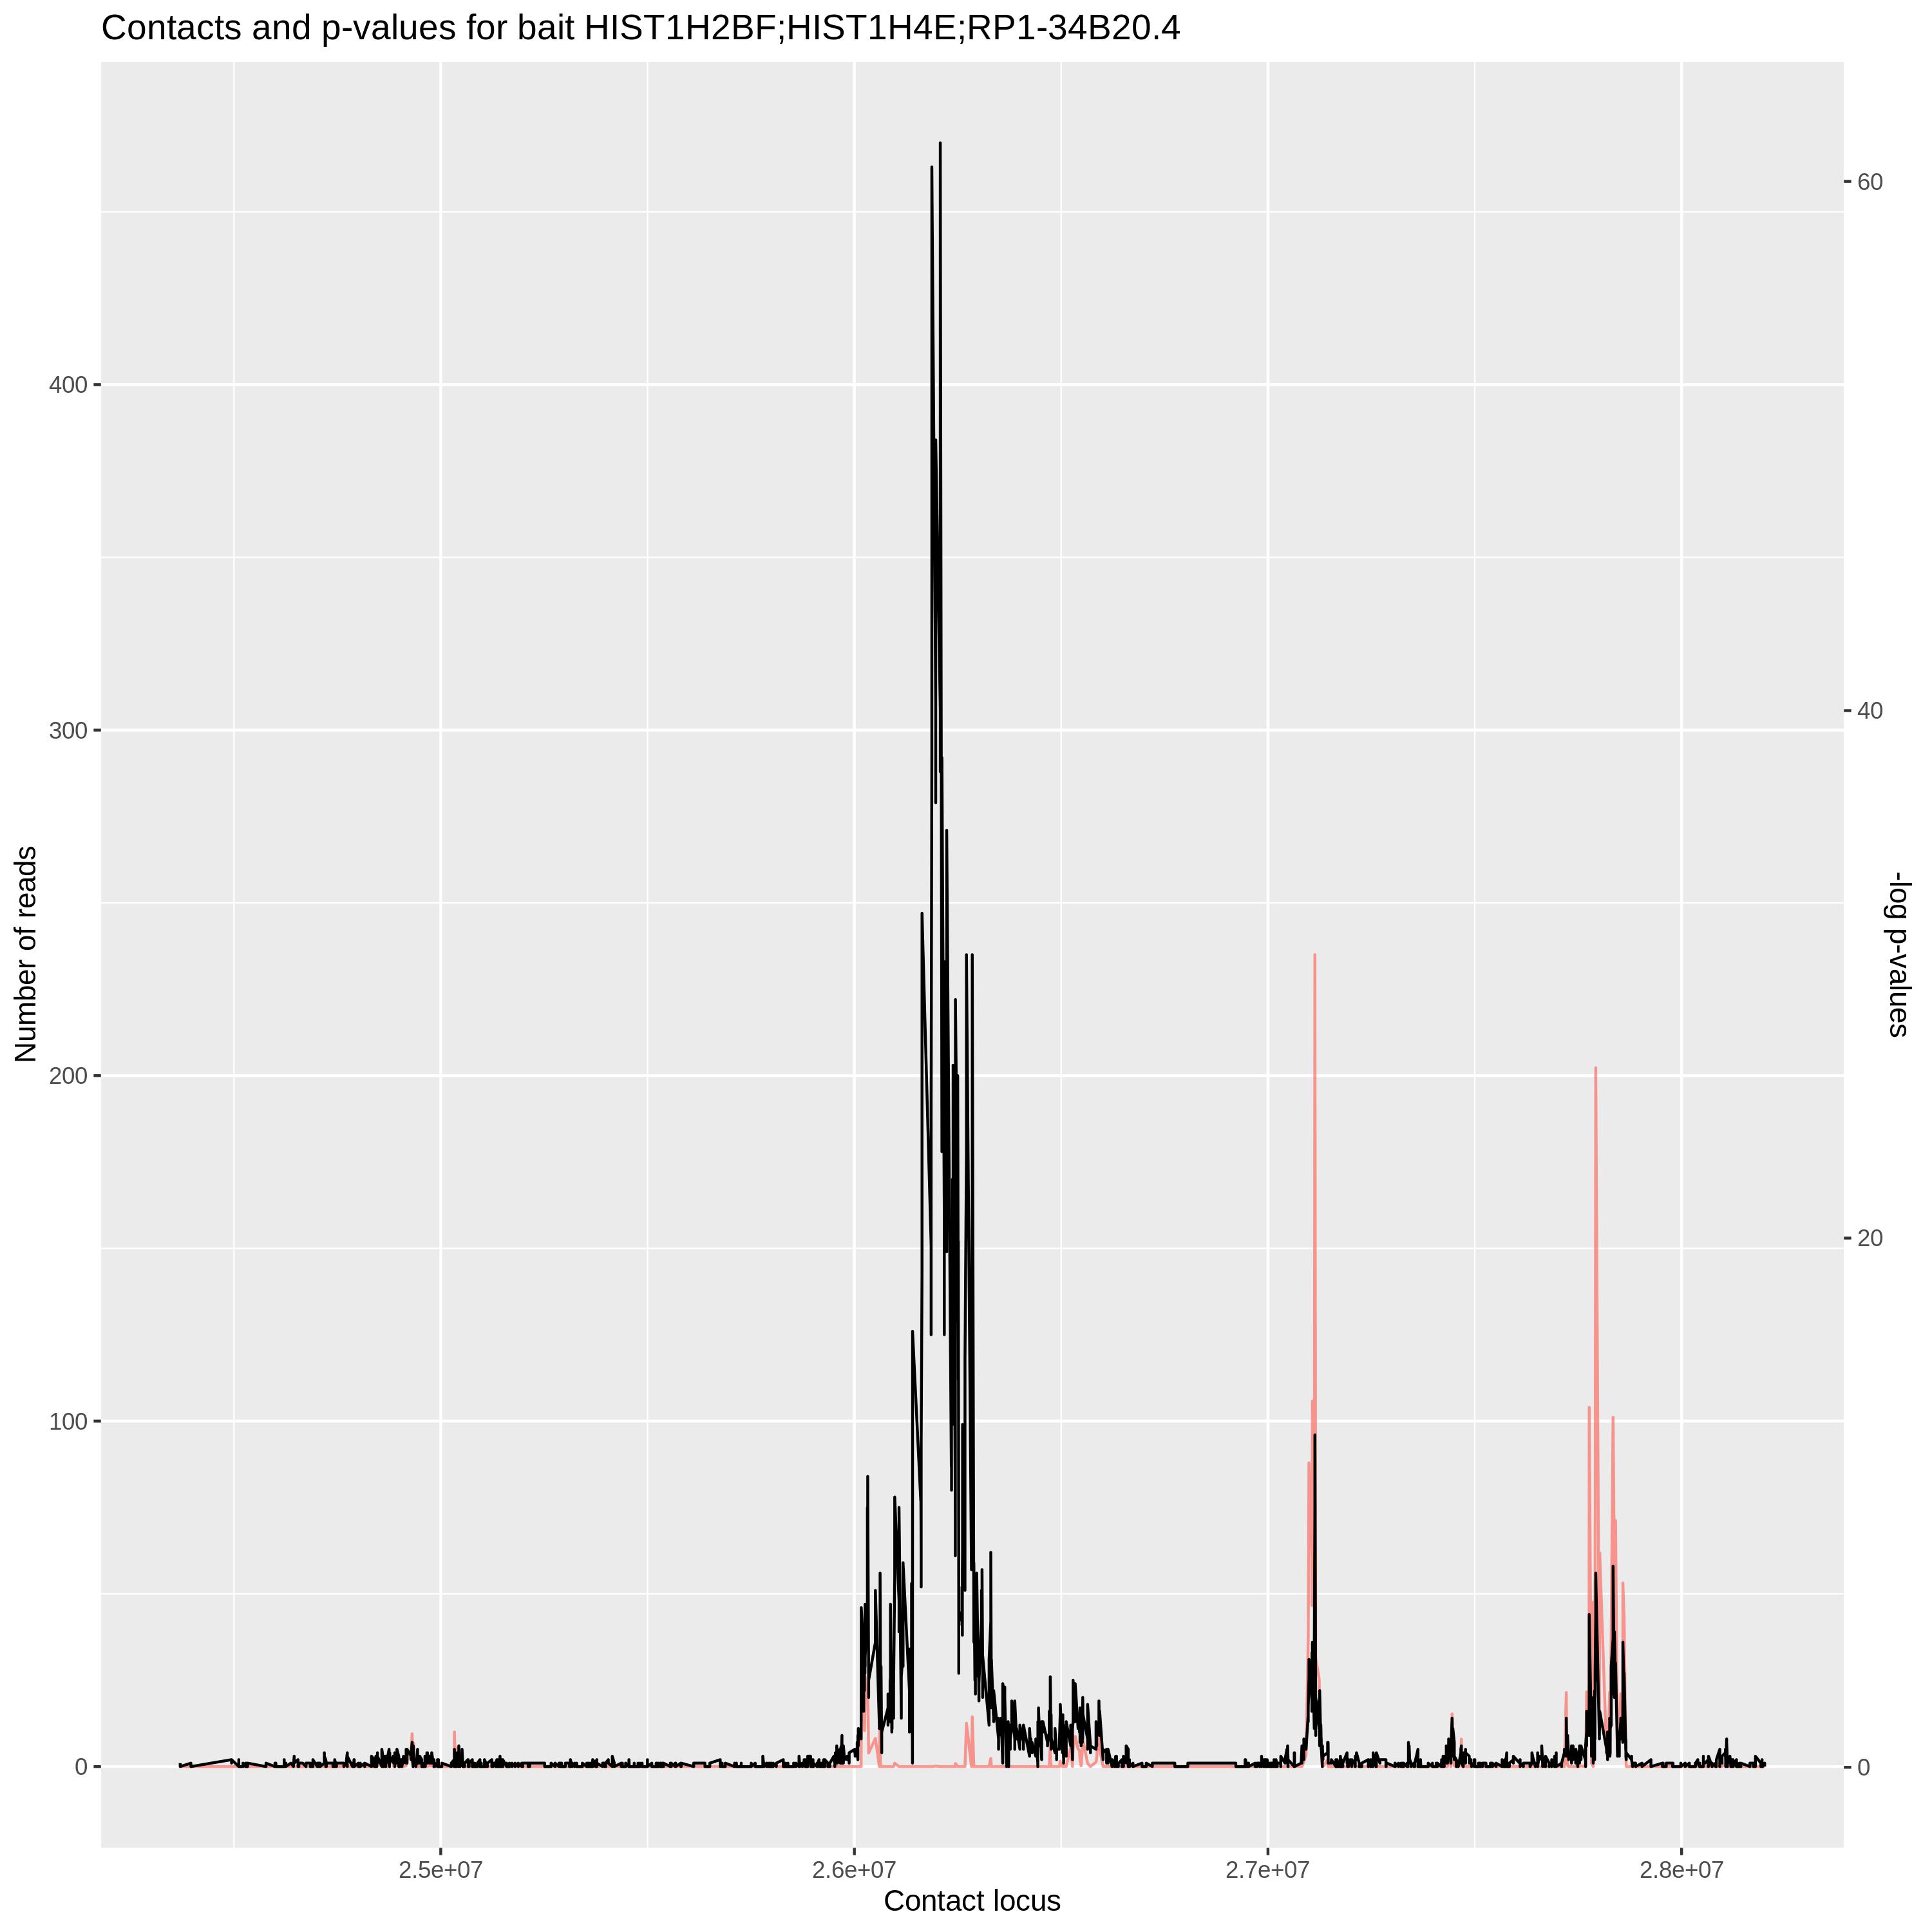 Contacts and p-values for bait HIST1H2BF;HIST1H4E;RP1-34B20.4
Number of reads
400
300
200
100
0
60
40
20
0
-log p-values
2.5e+07 2.6e+07 2.7e+07 2.8e+07
Contact locus